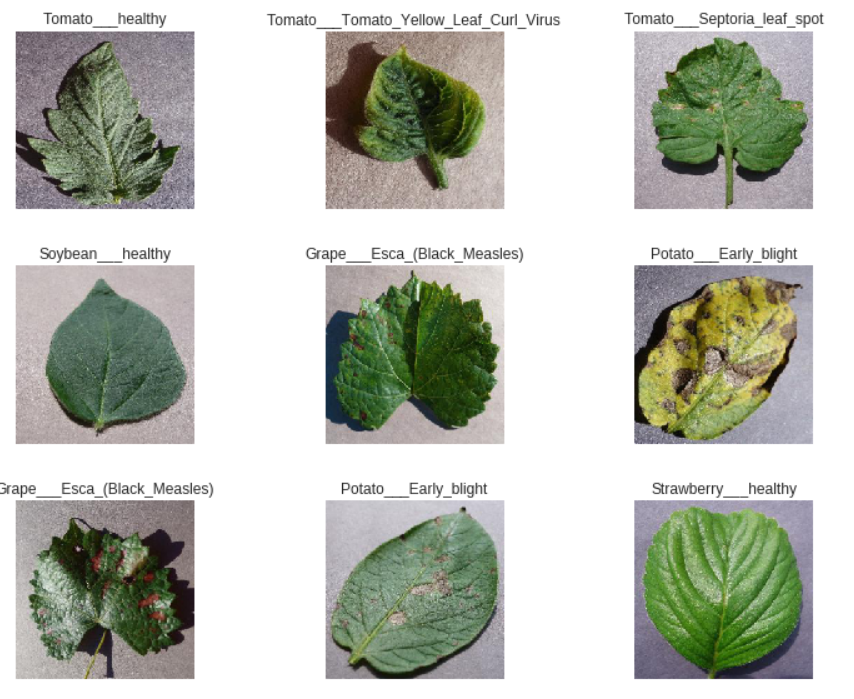 Tomato___healthy
Tomato___Tomato_Yellow_Leaf_Curl_Virus
Tomato___Septoria_leaf_spot
Soybean___healthy
Grape___Esca_(Black_Measles)
Potato___Early_blight
Grape___Esca_(Black_Measles)
Potato___Early_blight
Strawberry___healthy